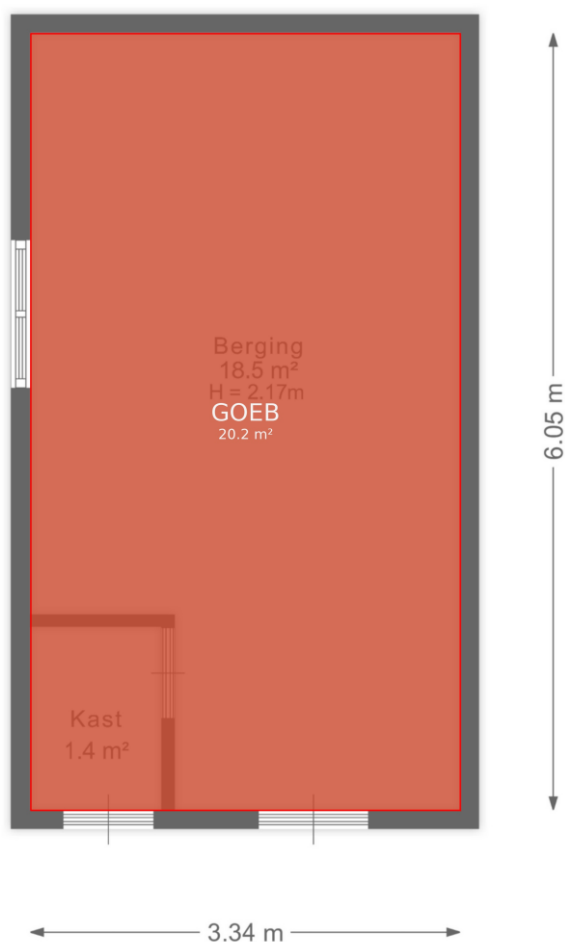 Berging
18.5 m²
H = 2.17m
GOEB
20.2 m²
6.05 m
Kast
1.4 m²
3.34 m